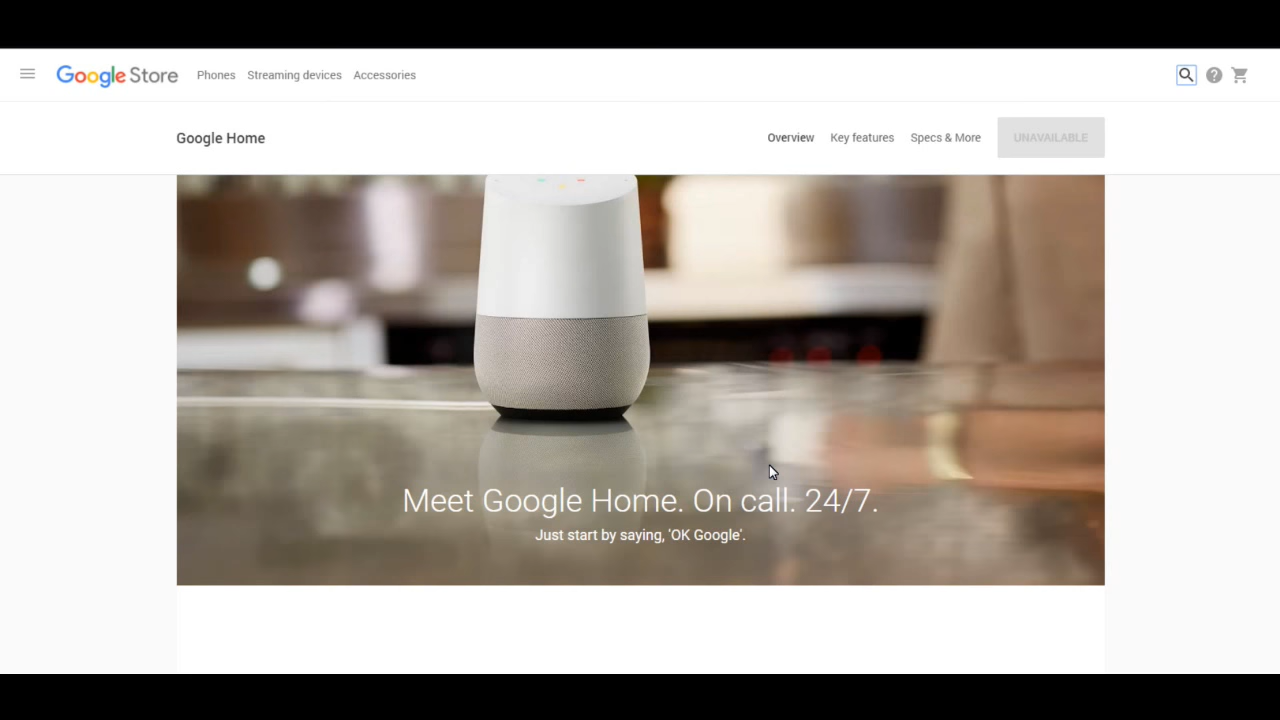 Google Store Phones Streaming devices Accessories
Google Home Overview Key features Specs & More UNAVAILABLE
Meet Google Home. On call. 24/7.
Just start by saying, 'OK Google'.